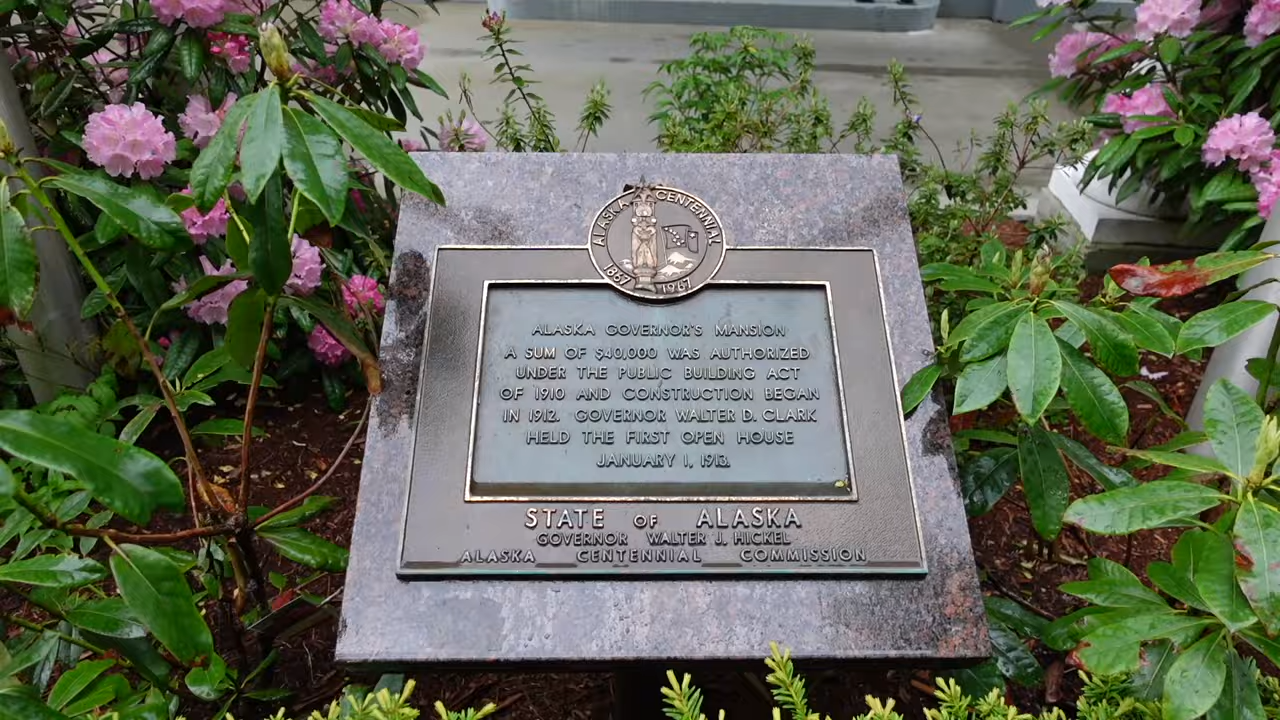 ALASKA CENTENNIAL
1867 1967
ALASKA GOVERNOR'S MANSION
A SUM OF $40,000 WAS AUTHORIZED
UNDER THE PUBLIC BUILDING ACT
OF 1910 AND CONSTRUCTION BEGAN
IN 1912. GOVERNOR WALTER D. CLARK
HELD THE FIRST OPEN HOUSE
JANUARY 1, 1913.
STATE OF ALASKA
GOVERNOR WALTER J. HICKEL
ALASKA CENTENNIAL COMMISSION